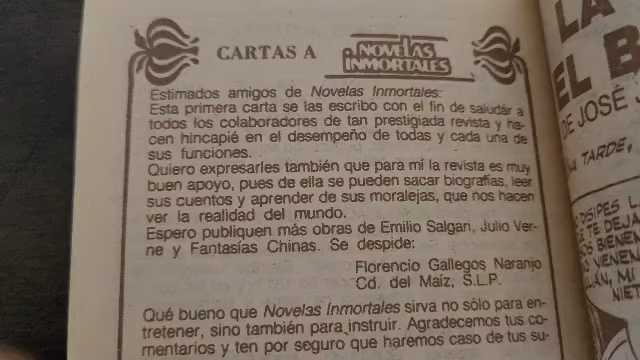 CARTAS A
NOVELAS
INMORTALES
Estimados amigos de Novelas Inmortales:
Esta primera carta se las escribo con el fin de saludar a
todos los colaboradores de tan prestigiada revista y ha-
cen hincapié en el desempeño de todas y cada una de
sus funciones.
Quiero expresarles también que para mí la revista es muy
buen apoyo, pues de ella se pueden sacar biografías, leer
sus cuentos y aprender de sus moralejas, que nos hacen
ver la realidad del mundo.
Espero publiquen más obras de Emilio Salgari, Julio Ver-
ne y Fantasías Chinas. Se despide:
Florencio Gallegos Naranjo
Cd. del Maíz, S.L.P.
Qué bueno que Novelas Inmortales sirva no sólo para en-
tretener, sino también para instruir. Agradecemos tus co-
mentarios y ten por seguro que haremos caso de tus su-
LA
EL B
DE JOSÉ
TARDE,
DISIPES L
TE DEJA
BIEN
VIENEN
MI
NIET